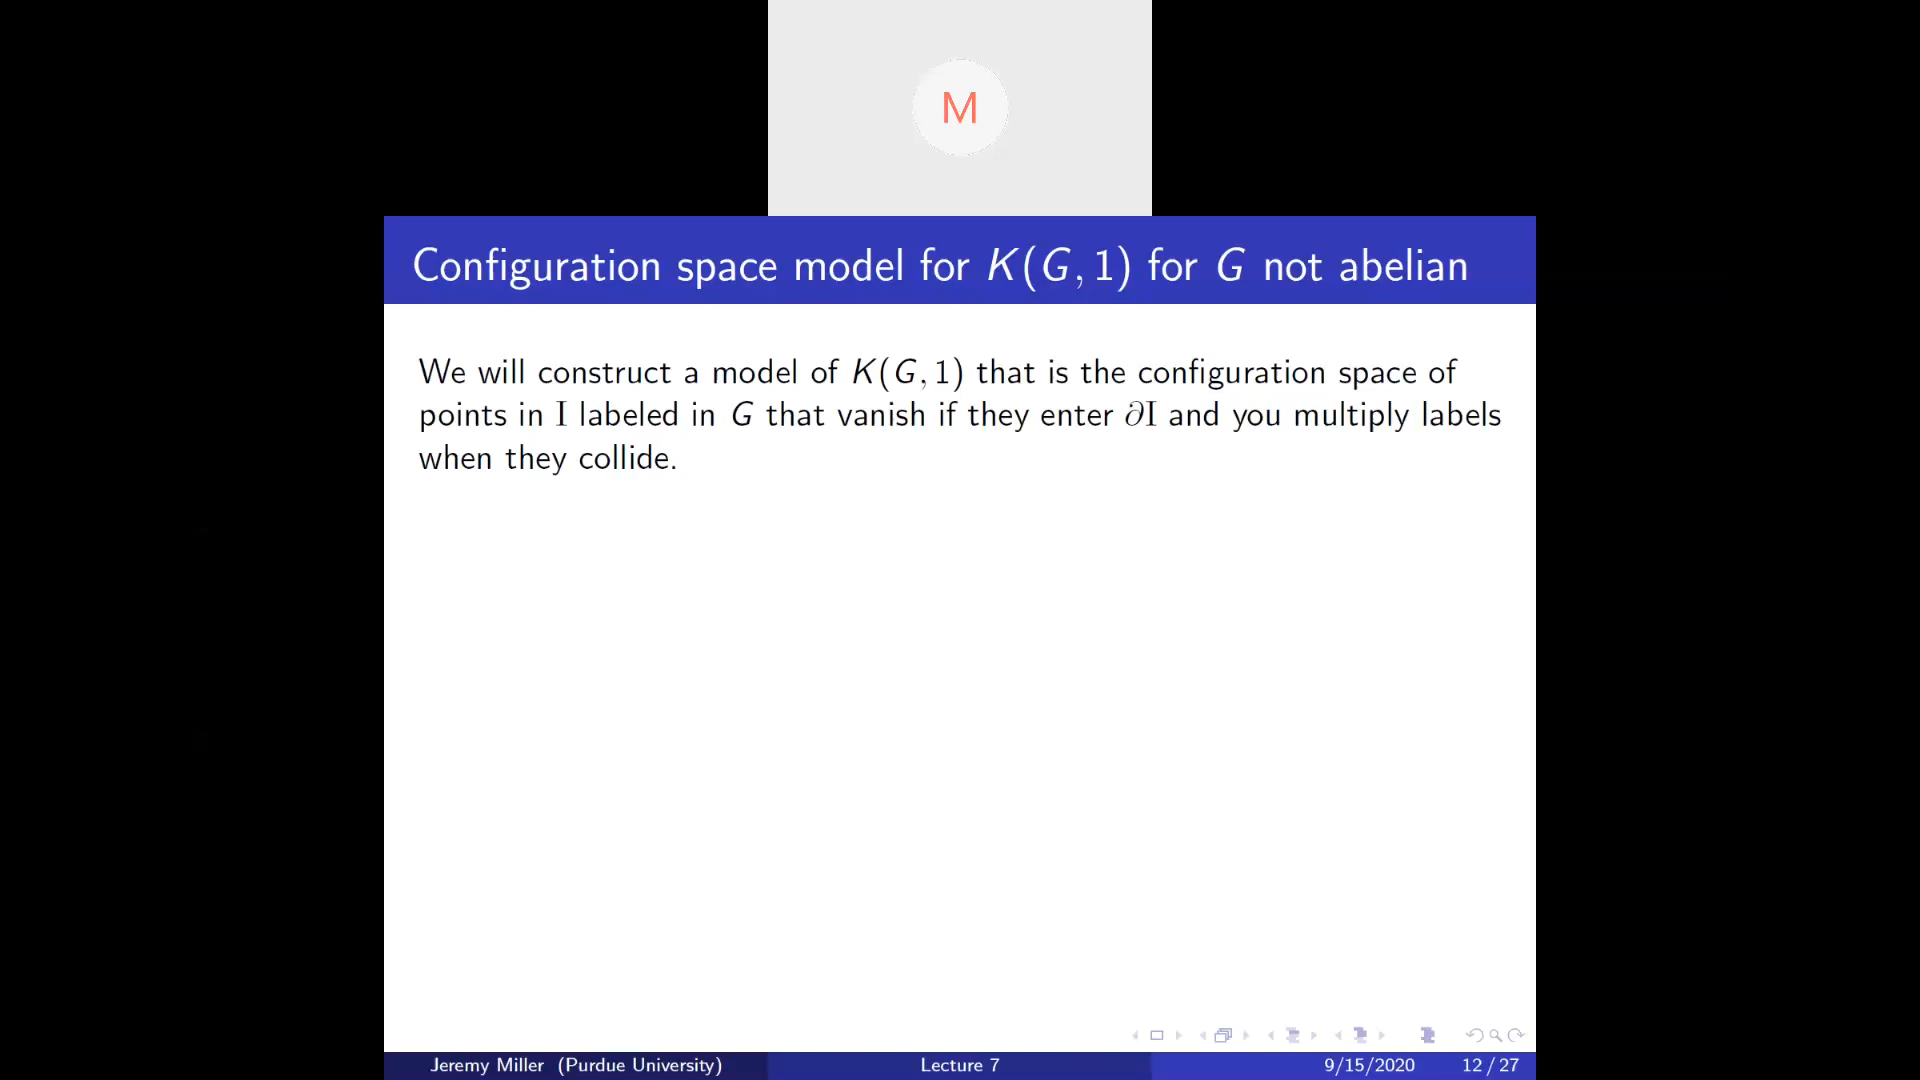 M
Configuration space model for K(G, 1) for G not abelian
We will construct a model of K(G, 1) that is the configuration space of
points in I labeled in G that vanish if they enter ∂I and you multiply labels
when they collide.
Jeremy Miller (Purdue University) Lecture 7 9/15/2020 12 / 27